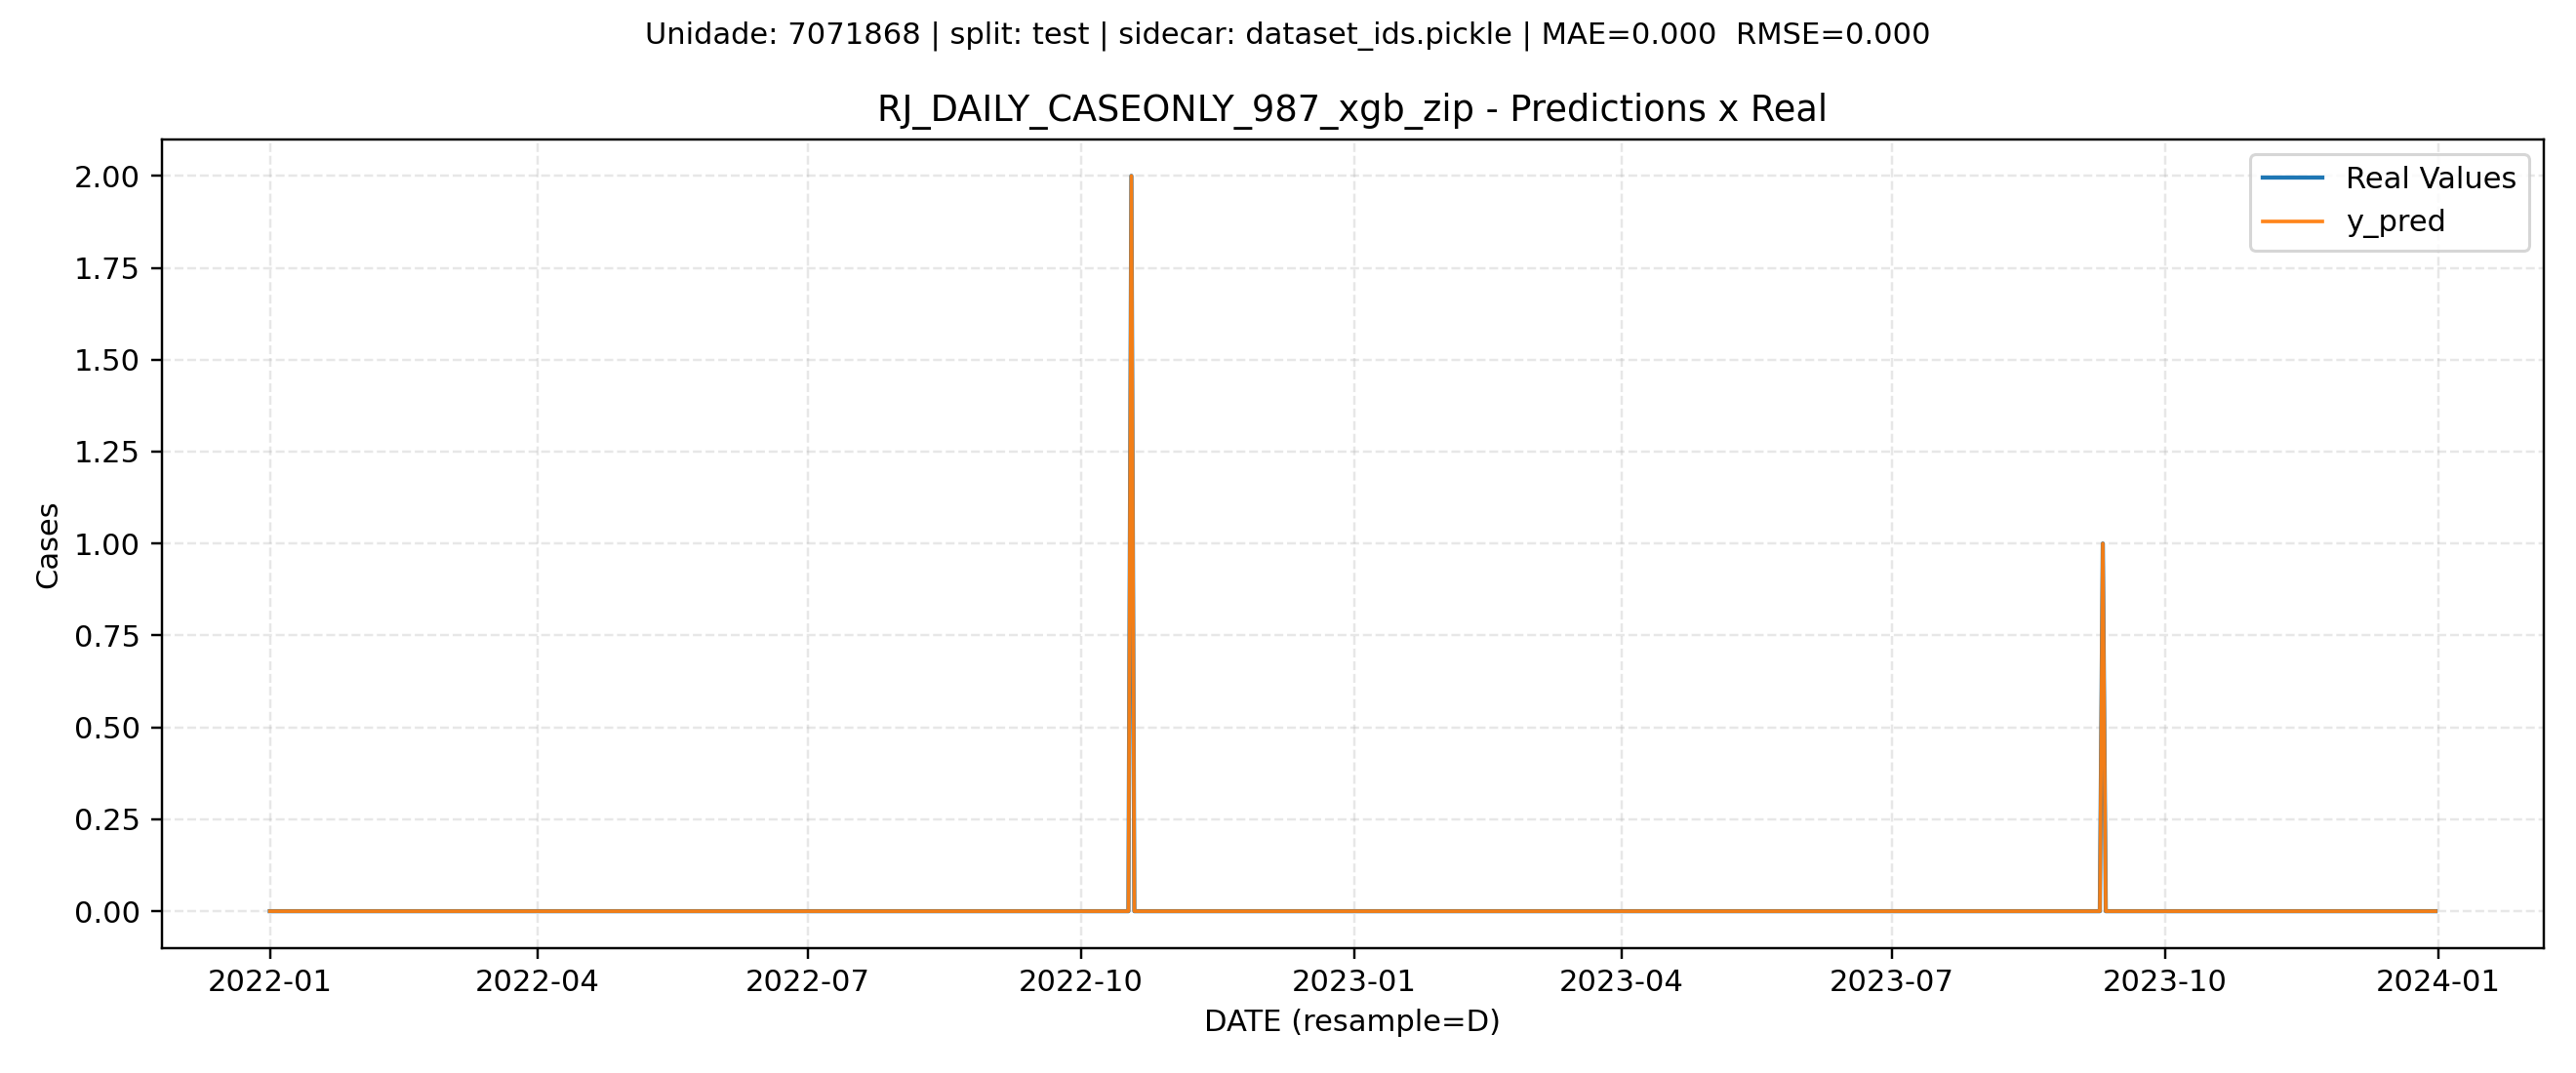 Unidade: 7071868 | split: test | sidecar: dataset_ids.pickle | MAE=0.000  RMSE=0.000
RJ_DAILY_CASEONLY_987_xgb_zip - Predictions x Real
Real Values
y_pred
2.00
1.75
1.50
1.25
1.00
0.75
0.50
0.25
0.00
Cases
2022-01 2022-04 2022-07 2022-10 2023-01 2023-04 2023-07 2023-10 2024-01
DATE (resample=D)